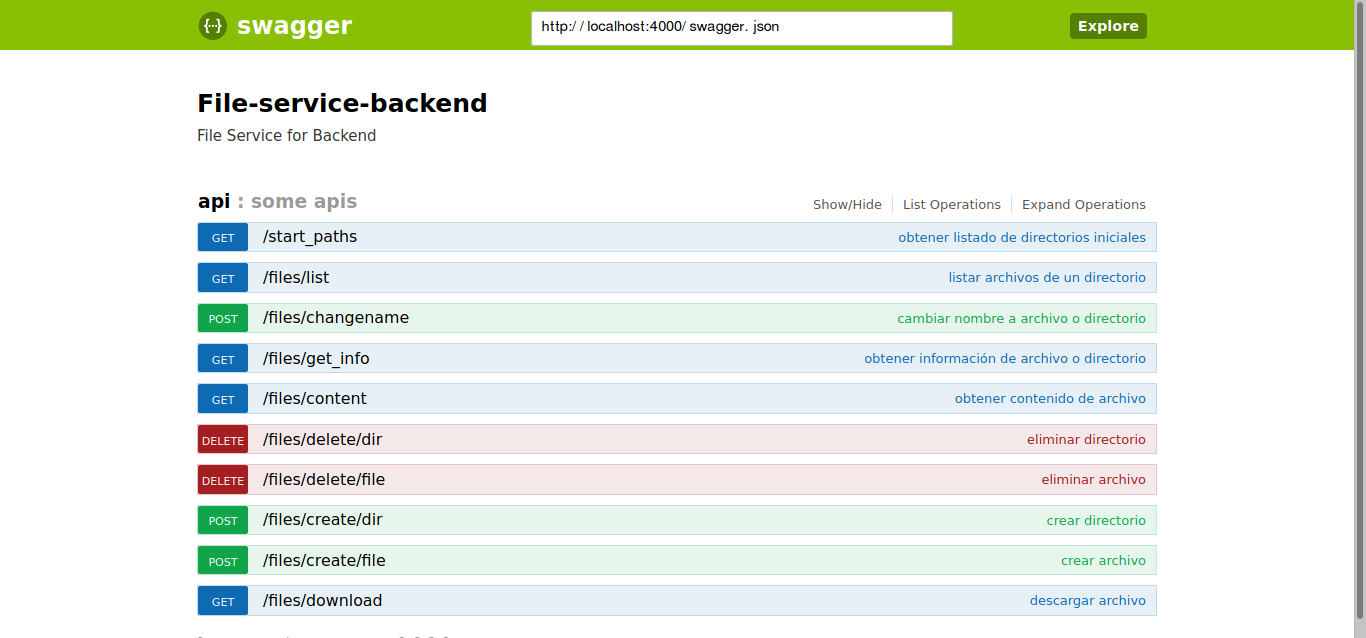 {···} swagger http://localhost:4000/swagger.json Explore
File-service-backend
File Service for Backend
api : some apis Show/Hide List Operations Expand Operations
GET /start_paths obtener listado de directorios iniciales
GET /files/list listar archivos de un directorio
POST /files/changename cambiar nombre a archivo o directorio
GET /files/get_info obtener información de archivo o directorio
GET /files/content obtener contenido de archivo
DELETE /files/delete/dir eliminar directorio
DELETE /files/delete/file eliminar archivo
POST /files/create/dir crear directorio
POST /files/create/file crear archivo
GET /files/download descargar archivo